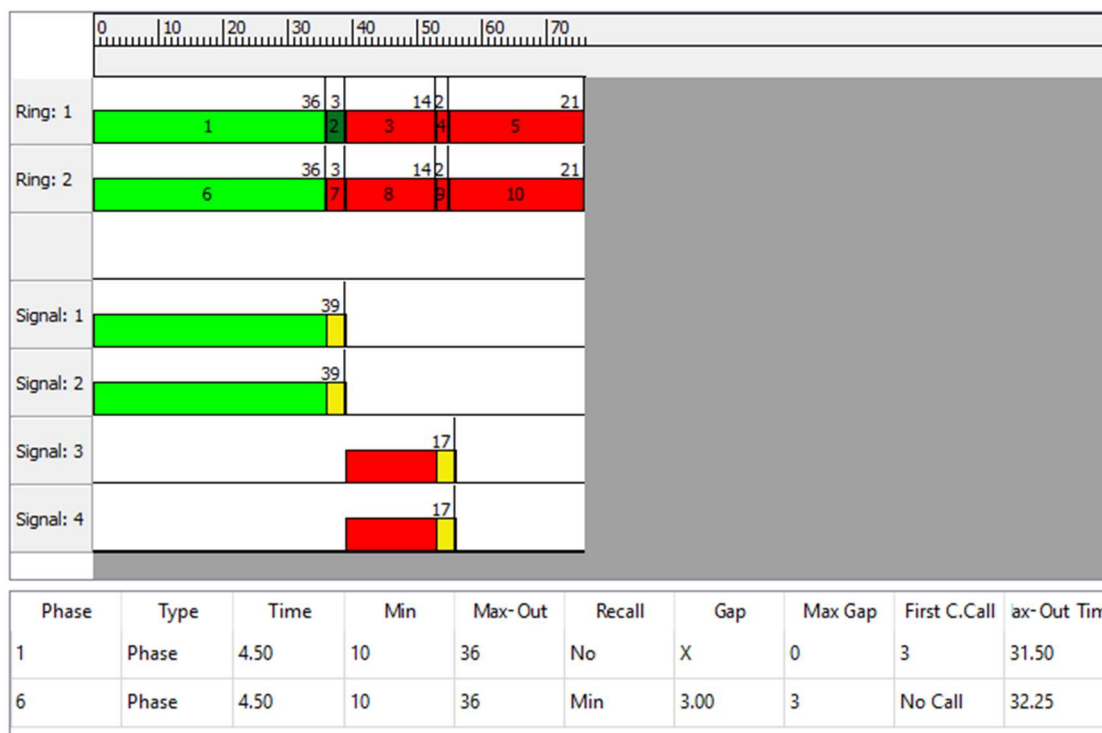 0 10 20 30 40 50 60 70
Ring: 1 36 3 14 2 21
1 2 3 4 5
Ring: 2 36 3 14 2 21
6 7 8 9 10
39
Signal: 1
39
Signal: 2
17
Signal: 3
17
Signal: 4
Phase Type Time Min Max-Out Recall Gap Max Gap First C.Call ax-Out Tim
1 Phase 4.50 10 36 No X 0 3 31.50
6 Phase 4.50 10 36 Min 3.00 3 No Call 32.25